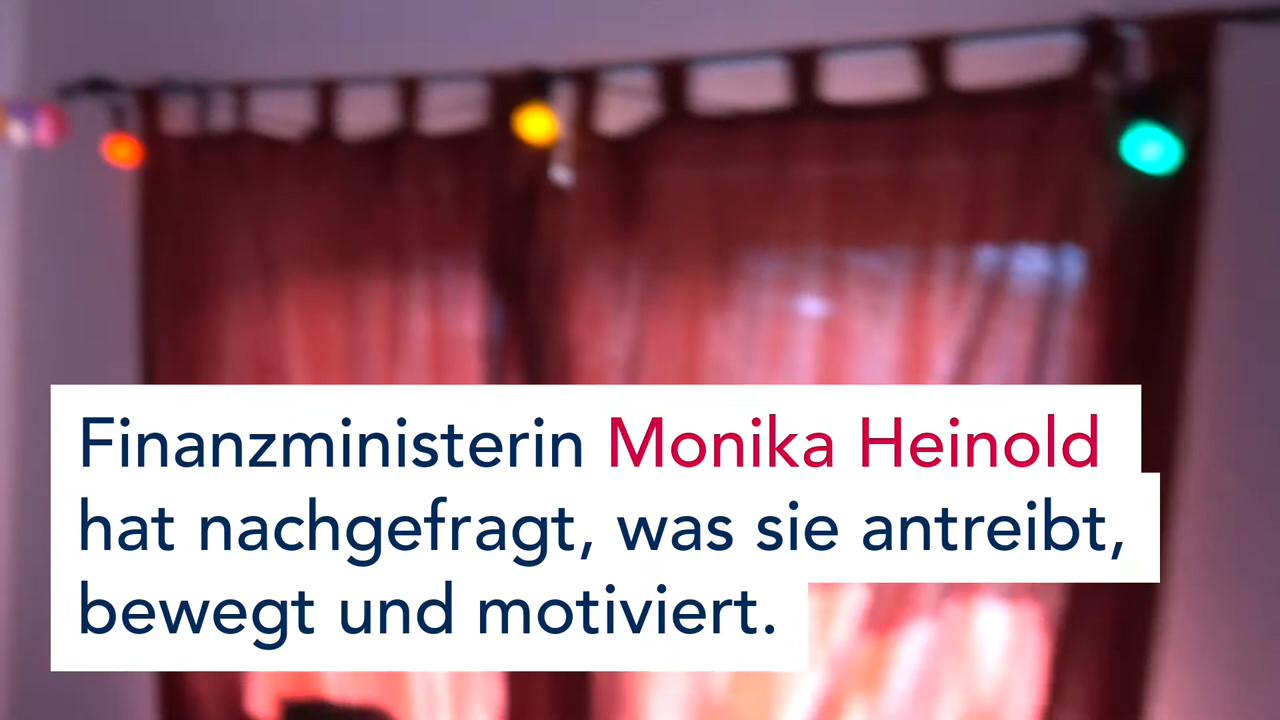 Finanzministerin Monika Heinold
hat nachgefragt, was sie antreibt,
bewegt und motiviert.